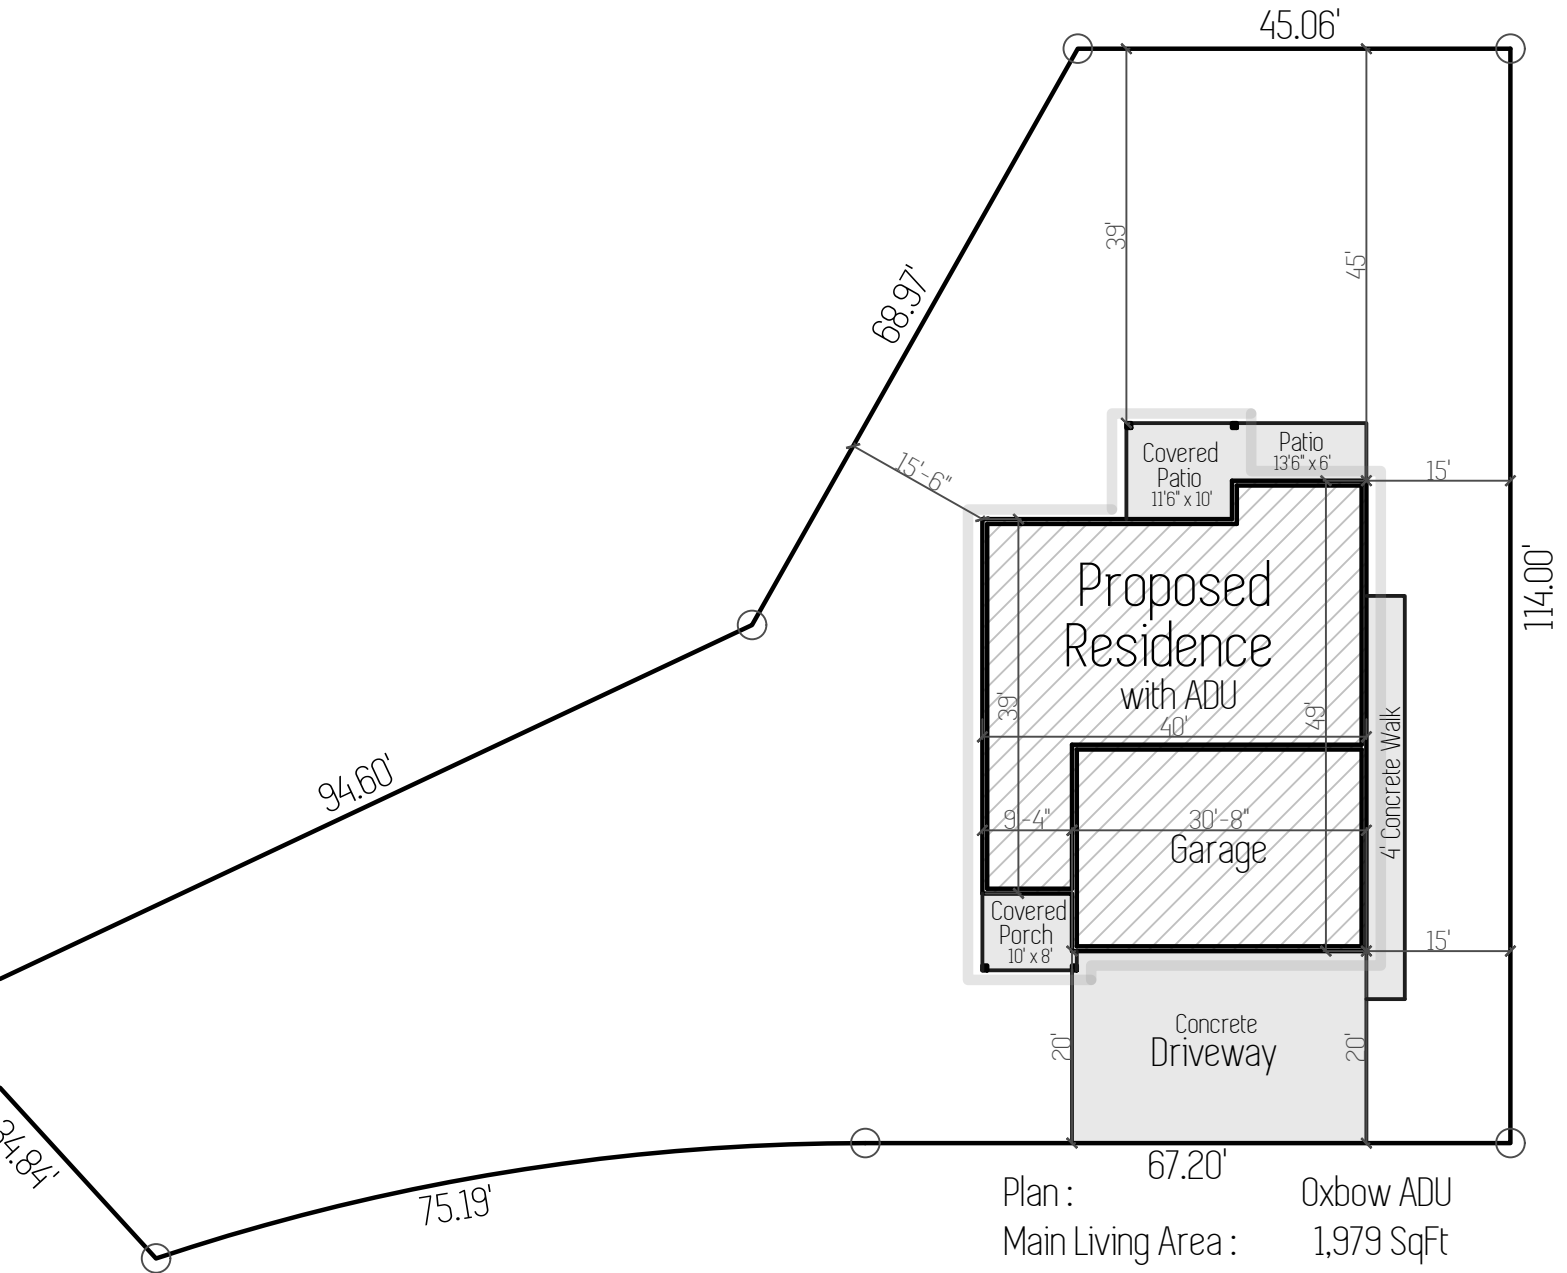 45.06'
39'
45'
68.97'
15'-6"
Covered
Patio
11'6" x 10'
Patio
13'6" x 6'
15'
114.00'
Proposed
Residence
with ADU
39'
40'
49'
4' Concrete Walk
94.60'
9'-4"
30'-8"
Garage
Covered
Porch
10' x 8'
15'
Concrete
Driveway
20'
20'
34.84'
75.19'
67.20'
Plan : Oxbow ADU
Main Living Area : 1,979 SqFt